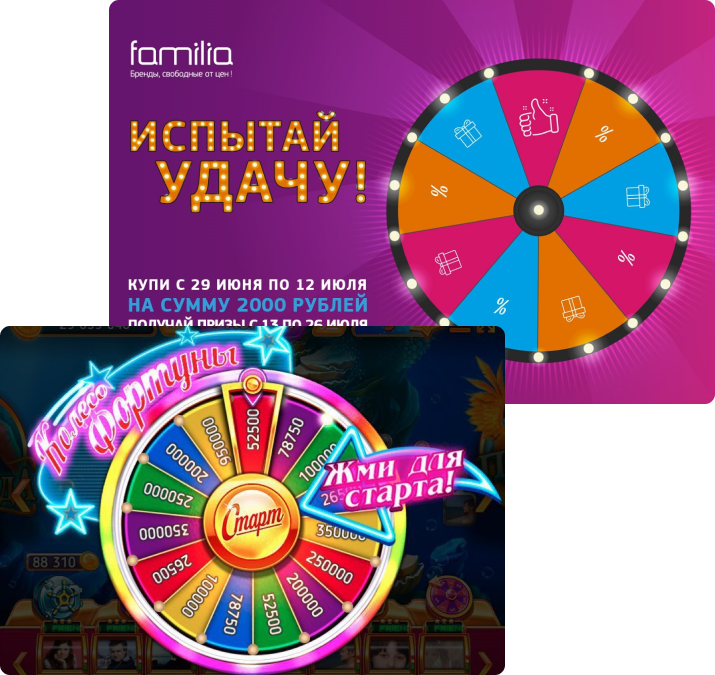 familia
Бренды, свободные от цен!
ИСПЫТАЙ
УДАЧУ!
%
%
%
%
КУПИ С 29 ИЮНЯ ПО 12 ИЮЛЯ
НА СУММУ 2000 РУБЛЕЙ
ПОЛУЧАЙ ПРИЗЫ С 13 ПО 26 ИЮЛЯ
Колесо
Фортуны
52500
78750
350000
250000
200000
52500
78750
100000
26500
350000
250000
200000
Жми для
старта!
Старт
88 310